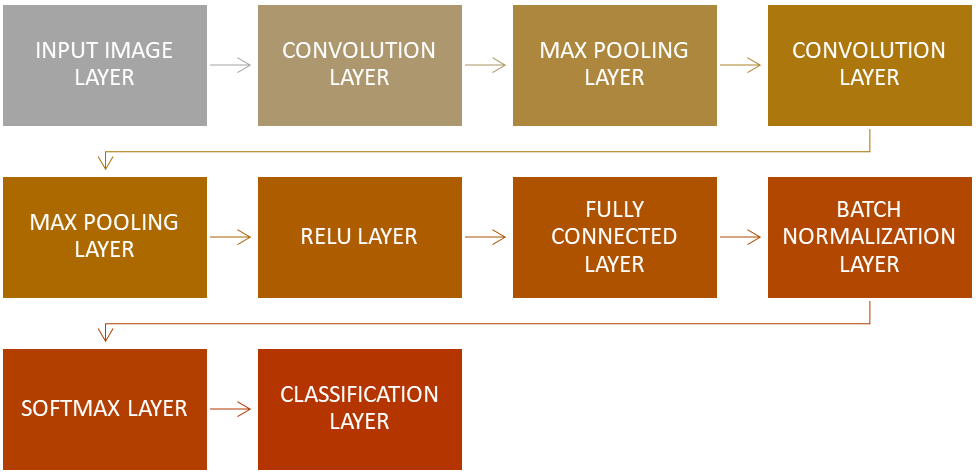 INPUT IMAGE
LAYER
CONVOLUTION
LAYER
MAX POOLING
LAYER
CONVOLUTION
LAYER
MAX POOLING
LAYER
RELU LAYER
FULLY
CONNECTED
LAYER
BATCH
NORMALIZATION
LAYER
SOFTMAX LAYER
CLASSIFICATION
LAYER